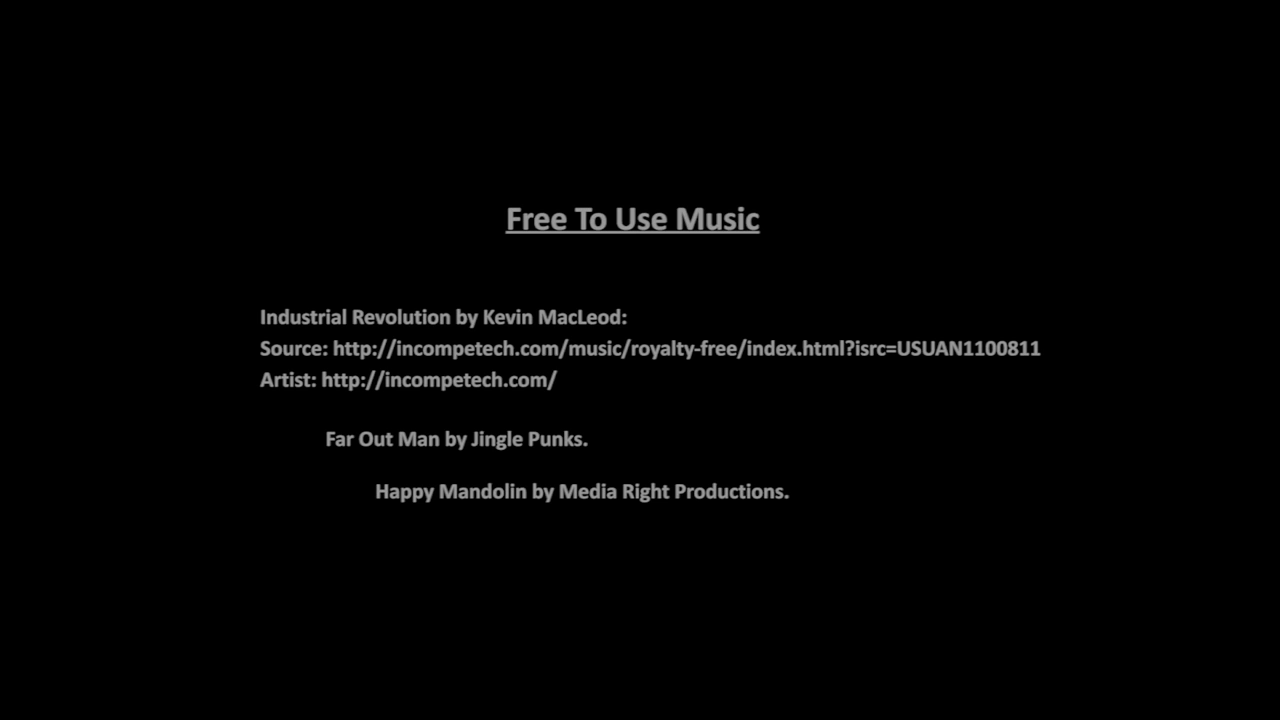 Free To Use Music
Industrial Revolution by Kevin MacLeod:
Source: http://incompetech.com/music/royalty-free/index.html?isrc=USUAN1100811
Artist: http://incompetech.com/
Far Out Man by Jingle Punks.
Happy Mandolin by Media Right Productions.